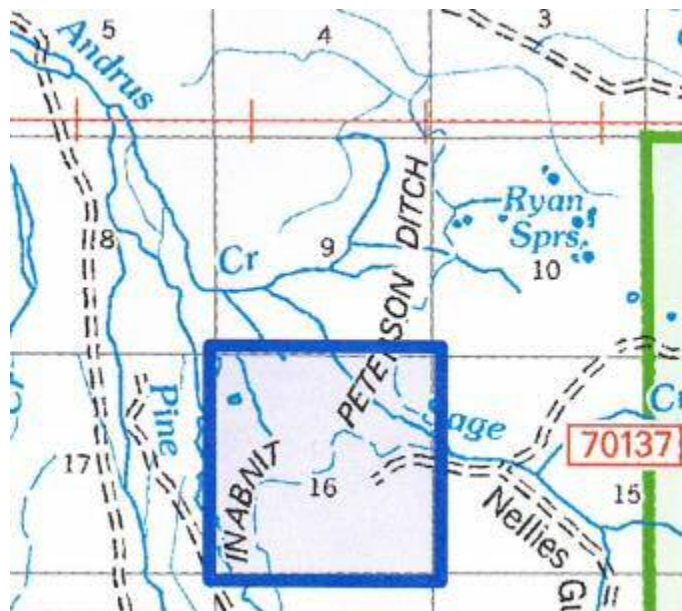 5
4
3
Andrus
PETERSON DITCH
Ryan
Sprs
8
Cr
9
10
Pine
Sage
17
INABNIT
16
70137
15
Nellies